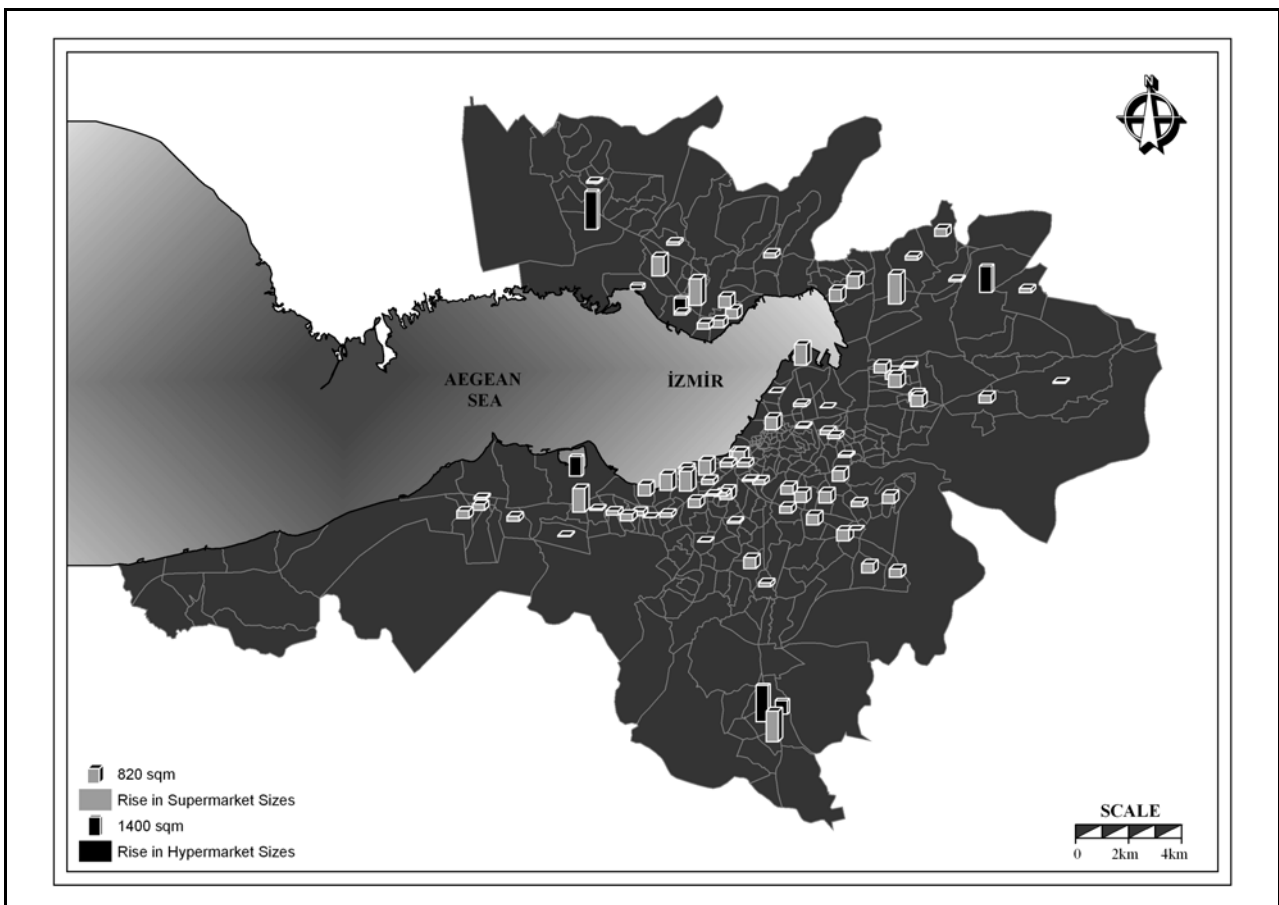 N
AEGEAN
SEA
İZMİR
820 sqm
Rise in Supermarket Sizes
1400 sqm
Rise in Hypermarket Sizes
SCALE
0 2km 4km